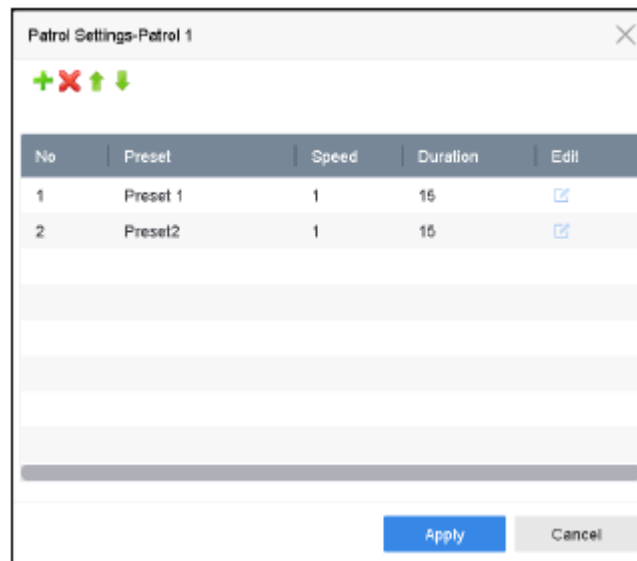 Patrol Settings-Patrol 1
No Preset Speed Duration Edit
1 Preset 1 1 15
2 Preset2 1 15
Apply Cancel